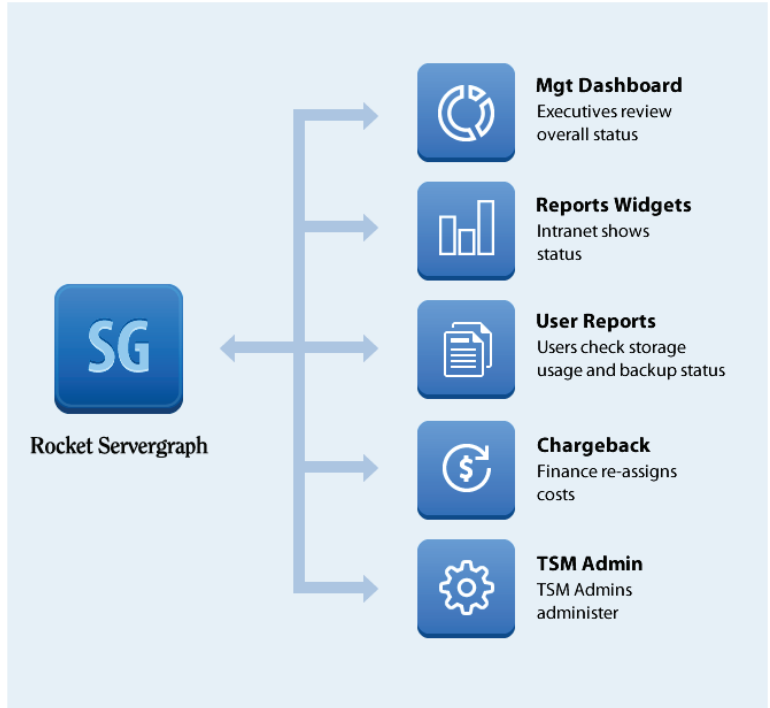 SG
Rocket Servergraph
Mgt Dashboard
Executives review
overall status
Reports Widgets
Intranet shows
status
User Reports
Users check storage
usage and backup status
$
Chargeback
Finance re-assigns
costs
TSM Admin
TSM Admins
administer